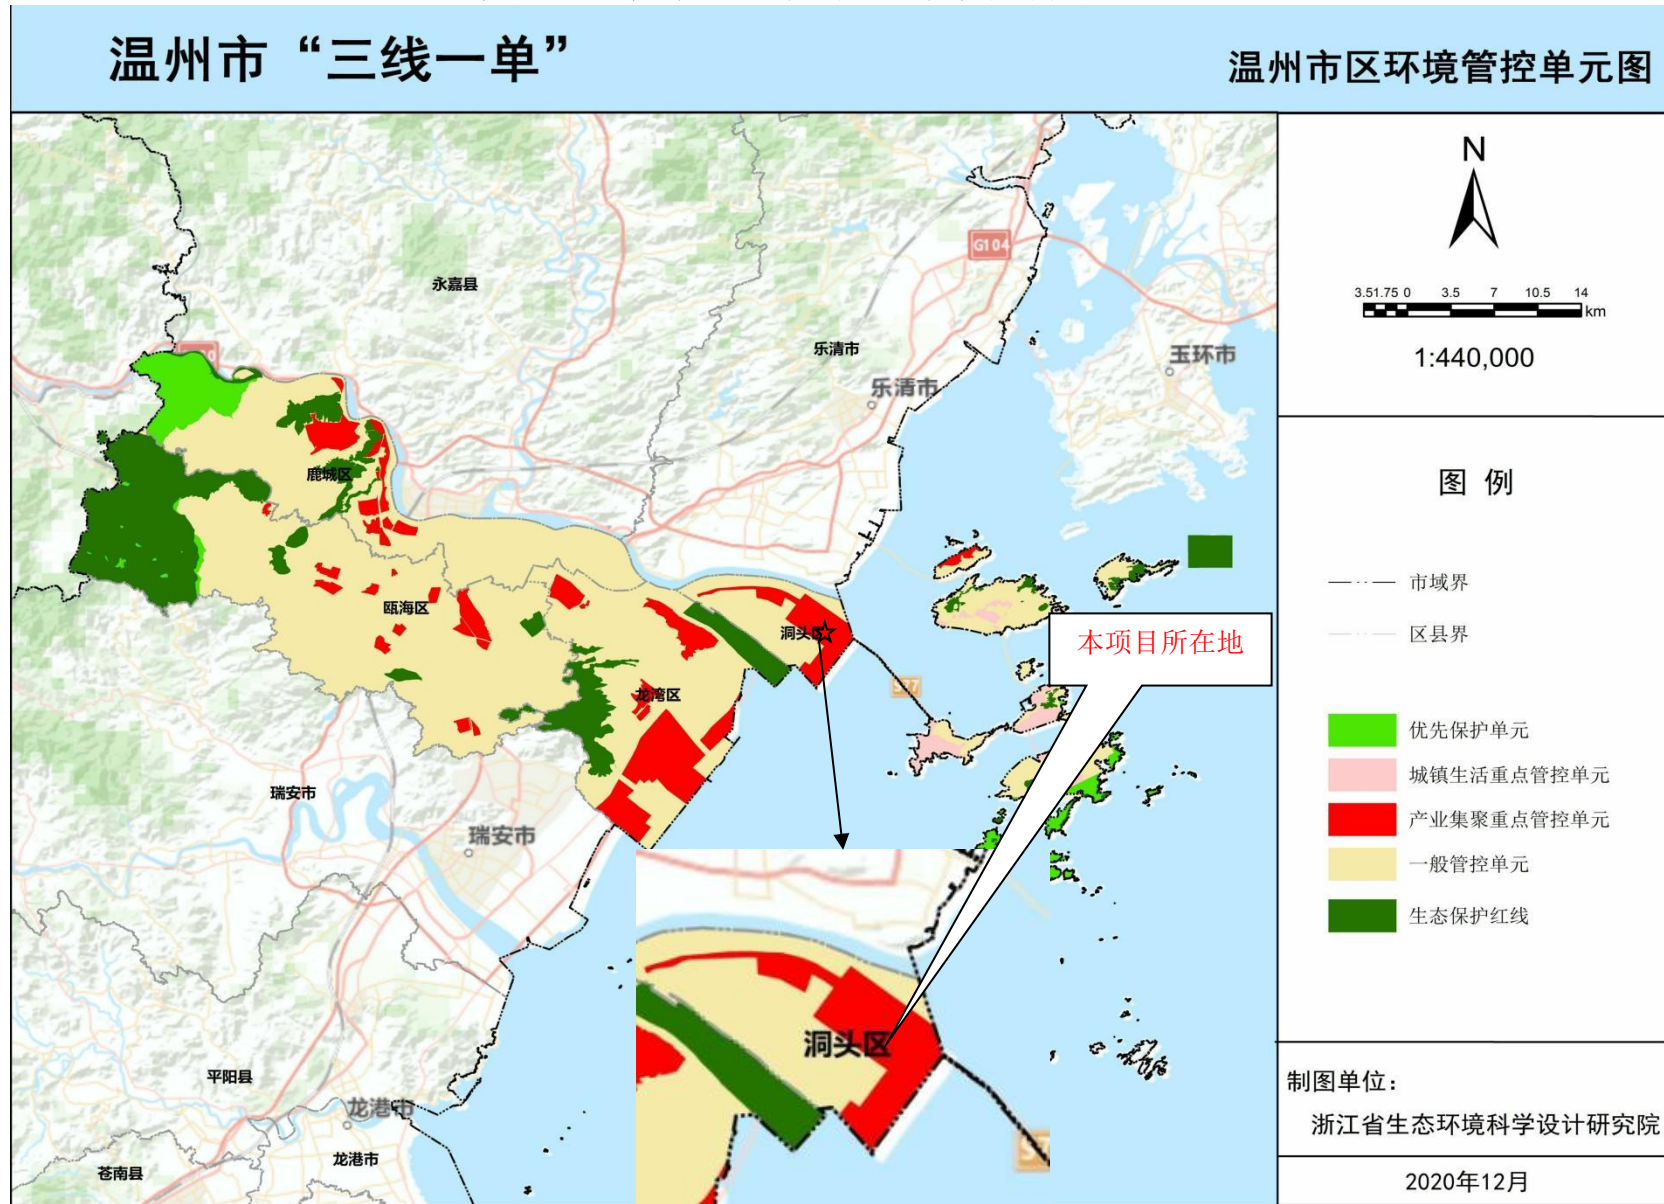 温州市“三线一单”
温州市区环境管控单元图
N
3.51.75 0 3.5 7 10.5 14
km
1:440,000
图 例
市域界
区县界
优先保护单元
城镇生活重点管控单元
产业集聚重点管控单元
一般管控单元
生态保护红线
制图单位：
浙江省生态环境科学设计研究院
2020年12月
G104
永嘉县
乐清市
乐清市
玉环市
鹿城区
瓯海区
洞头区
龙湾区
本项目所在地
S77
瑞安市
瑞安市
洞头区
平阳县
龙港市
龙港市
苍南县